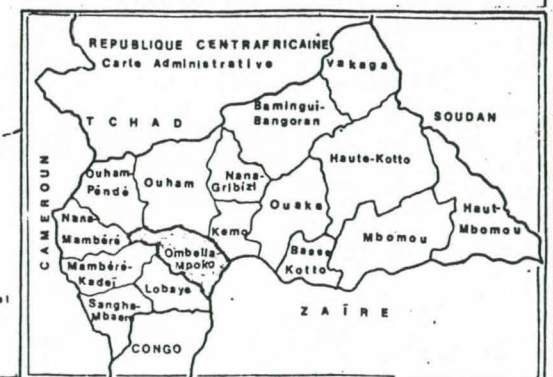 REPUBLIQUE CENTRAFRICAINE
Carte Administrative
Vakaga
TCHAD
Bamingui-
Bangoran
SOUDAN
CAMEROUN
Ouham
Péndé
Ouham
Nana-
Gribizi
Haute-Kotto
Ouaka
Nana-
Mambéré
Kemo
Haut-
Mbomou
Mbomou
Ombella-
Mpoko
Basse
Kotto
Mambéré-
Kadeï
Lobaye
Sangha-
Mbaere
ZAÏRE
CONGO